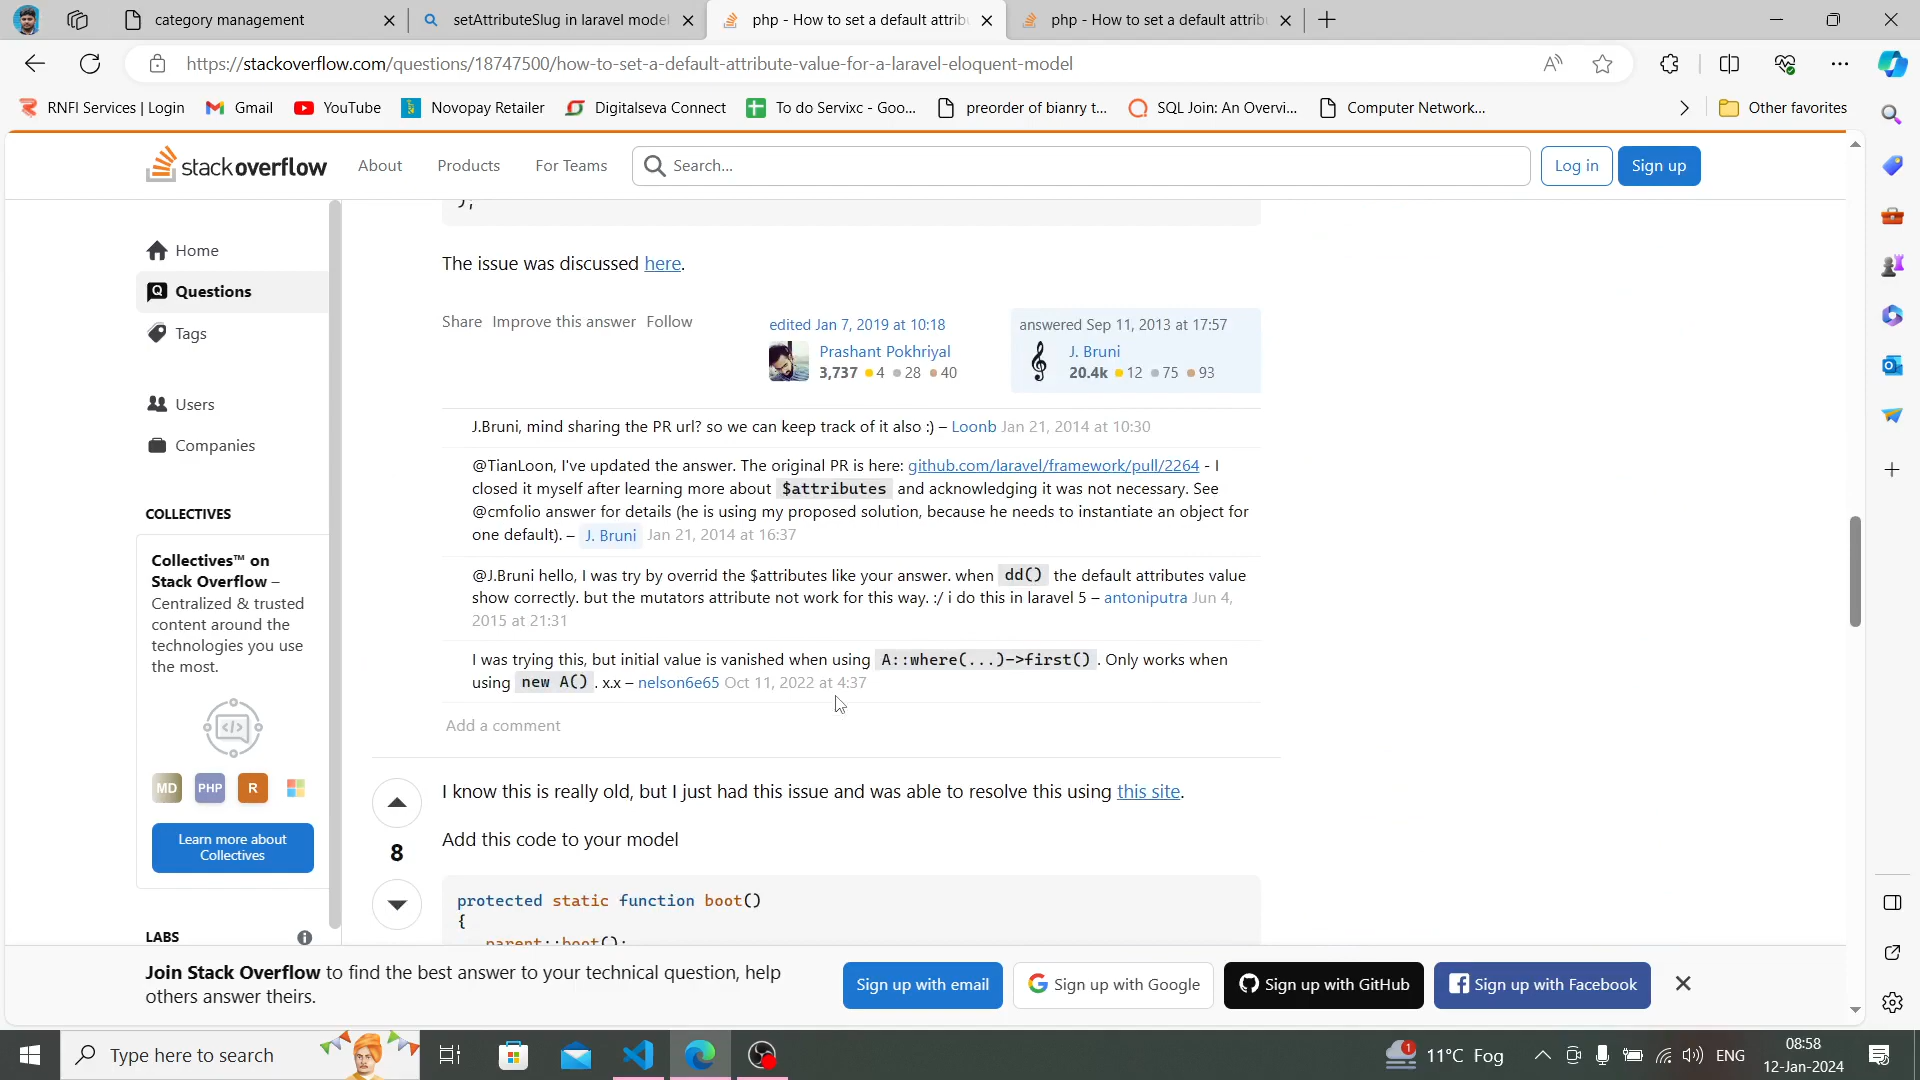 category management
setAttributeSlug in laravel model
php - How to set a default attrib
php - How to set a default attrib
https://stackoverflow.com/questions/18747500/how-to-set-a-default-attribute-value-for-a-laravel-eloquent-model
RNFI Services | Login
Gmail
YouTube
Novopay Retailer
Digitalseva Connect
To do Servixc - Goo...
preorder of bianry t...
SQL Join: An Overvi...
Computer Network...
Other favorites
stackoverflow
About
Products
For Teams
Search...
Log in
Sign up
Home
Questions
Tags
Users
Companies
COLLECTIVES
Collectives™ on
Stack Overflow –
Centralized & trusted
content around the
technologies you use
the most.
MD
PHP
R
Learn more about
Collectives
LABS
};
The issue was discussed here.
Share Improve this answer Follow
edited Jan 7, 2019 at 10:18
Prashant Pokhriyal
3,737 4 28 40
answered Sep 11, 2013 at 17:57
J. Bruni
20.4k 12 75 93
J.Bruni, mind sharing the PR url? so we can keep track of it also :) – Loonb Jan 21, 2014 at 10:30
@TianLoon, I've updated the answer. The original PR is here: github.com/laravel/framework/pull/2264 - I
closed it myself after learning more about $attributes and acknowledging it was not necessary. See
@cmfolio answer for details (he is using my proposed solution, because he needs to instantiate an object for
one default). – J. Bruni Jan 21, 2014 at 16:37
@J.Bruni hello, I was try by overrid the $attributes like your answer. when dd() the default attributes value
show correctly. but the mutators attribute not work for this way. :/ i do this in laravel 5 – antoniputra Jun 4,
2015 at 21:31
I was trying this, but initial value is vanished when using A::where(...)->first() . Only works when
using new A() . x.x – nelson6e65 Oct 11, 2022 at 4:37
Add a comment
8
I know this is really old, but I just had this issue and was able to resolve this using this site.
Add this code to your model
protected static function boot()
{
parent::boot();
Join Stack Overflow to find the best answer to your technical question, help
others answer theirs.
Sign up with email
Sign up with Google
Sign up with GitHub
Sign up with Facebook
Type here to search
1
11°C Fog
ENG
08:58
12-Jan-2024